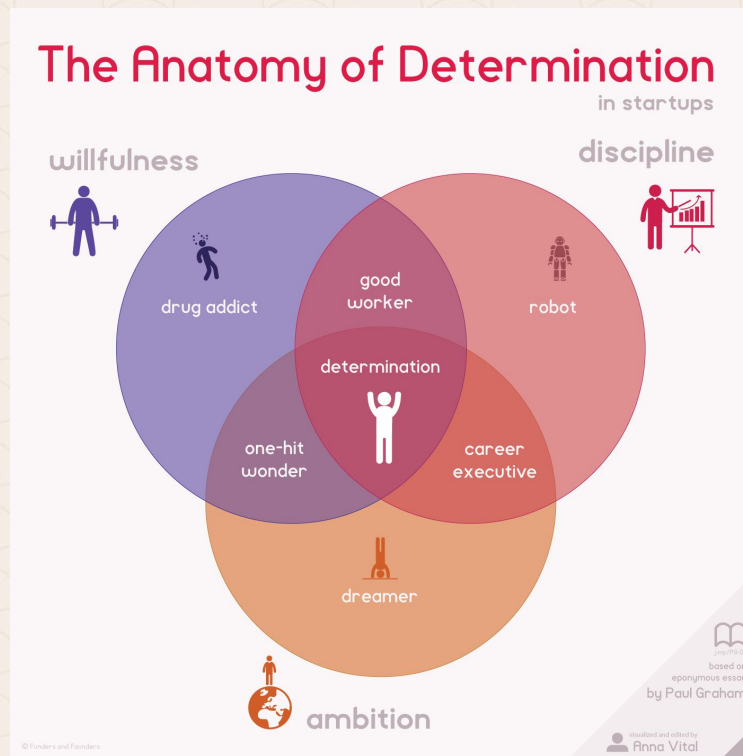 The Anatomy of Determination
in startups
willfulness
discipline
drug addict
good
worker
robot
determination
one-hit
wonder
career
executive
dreamer
ambition
based on
eponymous essay
by Paul Graham
visualized and edited by
Anna Vital
© Funders and Founders